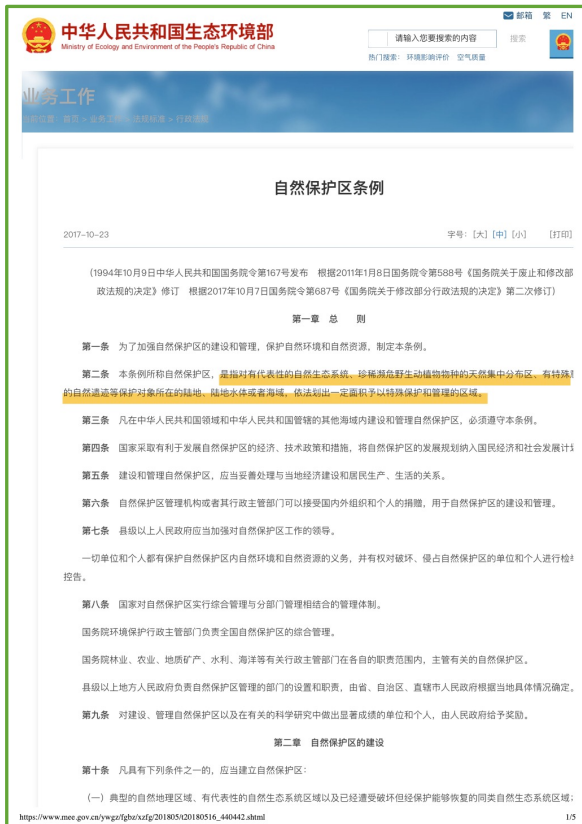 邮箱 繁 EN
中华人民共和国生态环境部
Ministry of Ecology and Environment of the People's Republic of China
请输入您要搜索的内容 搜索
热门搜索： 环境影响评价 空气质量
业务工作
当前位置：首页 > 业务工作 > 法规标准 > 行政法规
自然保护区条例
2017-10-23 字号：[大] [中] [小] [打印]
(1994年10月9日中华人民共和国国务院令第167号发布 根据2011年1月8日国务院令第588号《国务院关于废止和修改部
政法规的决定》修订 根据2017年10月7日国务院令第687号《国务院关于修改部分行政法规的决定》第二次修订)
第一章 总 则
第一条 为了加强自然保护区的建设和管理，保护自然环境和自然资源，制定本条例。
第二条 本条例所称自然保护区，是指对有代表性的自然生态系统、珍稀濒危野生动植物物种的天然集中分布区、有特殊
的自然遗迹等保护对象所在的陆地、陆地水体或者海域，依法划出一定面积予以特殊保护和管理的区域。
第三条 凡在中华人民共和国领域和中华人民共和国管辖的其他海域内建设和管理自然保护区，必须遵守本条例。
第四条 国家采取有利于发展自然保护区的经济、技术政策和措施，将自然保护区的发展规划纳入国民经济和社会发展计
第五条 建设和管理自然保护区，应当妥善处理与当地经济建设和居民生产、生活的关系。
第六条 自然保护区管理机构或者其行政主管部门可以接受国内外组织和个人的捐赠，用于自然保护区的建设和管理。
第七条 县级以上人民政府应当加强对自然保护区工作的领导。
一切单位和个人都有保护自然保护区内自然环境和自然资源的义务，并有权对破坏、侵占自然保护区的单位和个人进行检
控告。
第八条 国家对自然保护区实行综合管理与分部门管理相结合的管理体制。
国务院环境保护行政主管部门负责全国自然保护区的综合管理。
国务院林业、农业、地质矿产、水利、海洋等有关行政主管部门在各自的职责范围内，主管有关的自然保护区。
县级以上地方人民政府负责自然保护区管理的部门的设置和职责，由省、自治区、直辖市人民政府根据当地具体情况确定。
第九条 对建设、管理自然保护区以及在有关的科学研究中做出显著成绩的单位和个人，由人民政府给予奖励。
第二章 自然保护区的建设
第十条 凡具有下列条件之一的，应当建立自然保护区：
（一）典型的自然地理区域、有代表性的自然生态系统区域以及已经遭受破坏但经保护能够恢复的同类自然生态系统区域；
https://www.mee.gov.cn/ywgz/fgbz/xzfg/201805/t20180516_440442.shtml 1/5